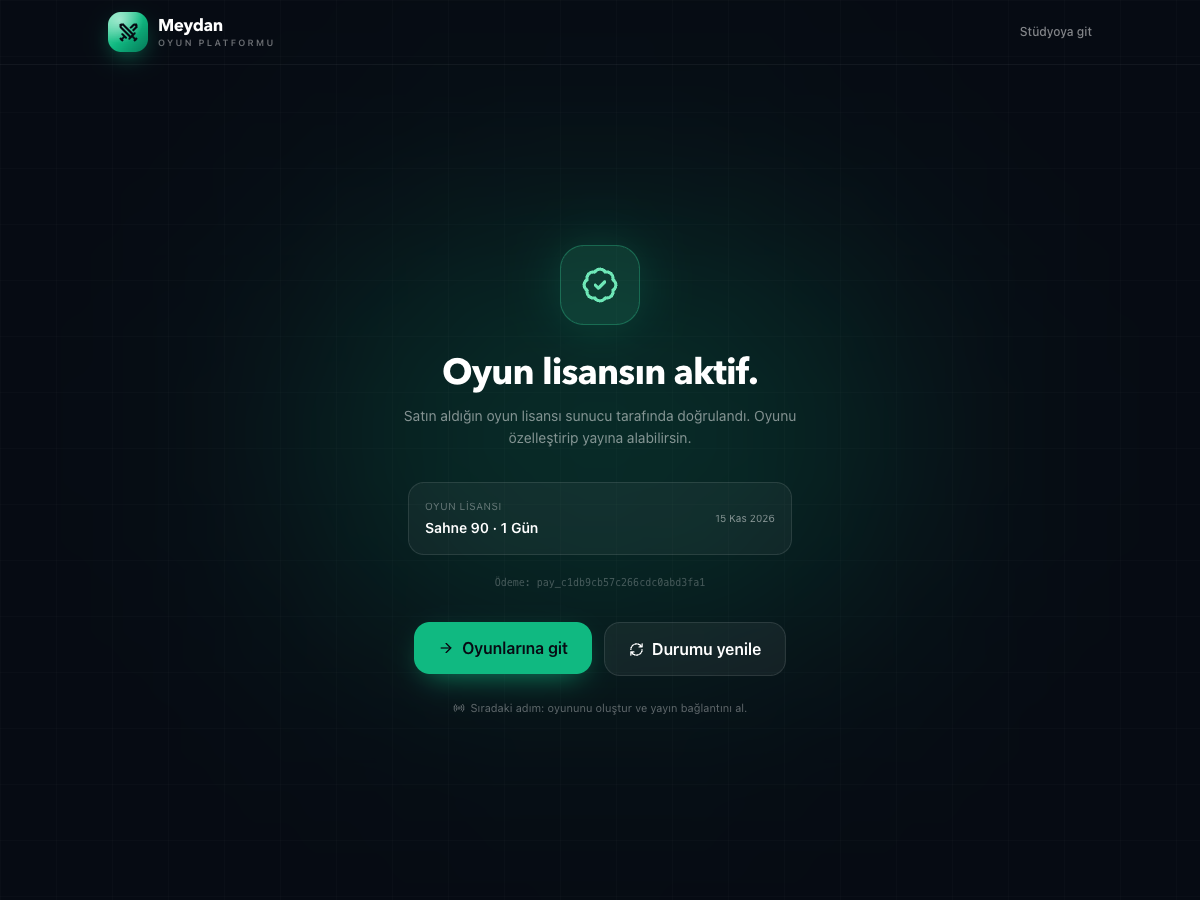 Meydan
OYUN PLATFORMU
Stüdyoya git
Oyun lisansın aktif.
Satın aldığın oyun lisansı sunucu tarafında doğrulandı. Oyunu
özelleştirip yayına alabilirsin.
OYUN LİSANSI
Sahne 90 · 1 Gün
15 Kas 2026
Ödeme: pay_c1db9cb57c266cdc0abd3fa1
Oyunlarına git
Durumu yenile
Sıradaki adım: oyununu oluştur ve yayın bağlantını al.